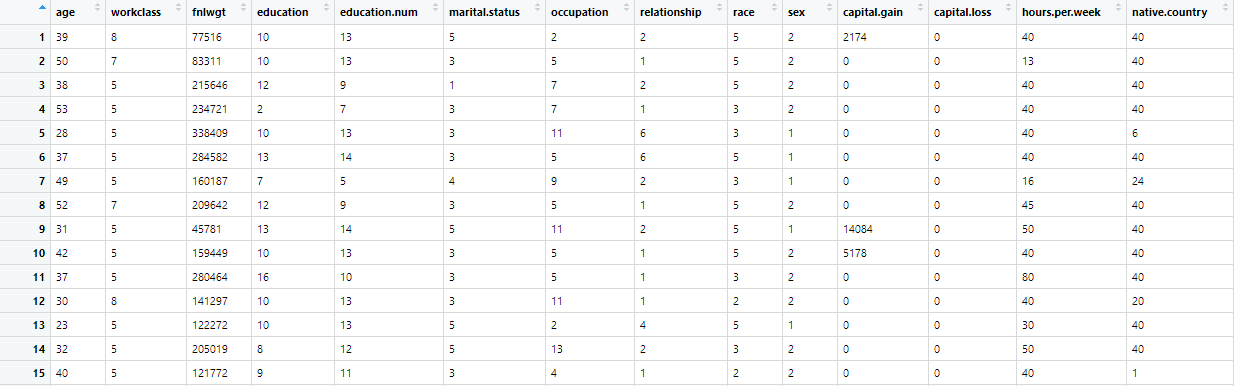 age workclass fnlwgt education education.num marital.status occupation relationship race sex capital.gain capital.loss hours.per.week native.country
1 39 8 77516 10 13 5 2 2 5 2 2174 0 40 40
2 50 7 83311 10 13 3 5 1 5 2 0 0 13 40
3 38 5 215646 12 9 1 7 2 5 2 0 0 40 40
4 53 5 234721 2 7 3 7 1 3 2 0 0 40 40
5 28 5 338409 10 13 3 11 6 3 1 0 0 40 6
6 37 5 284582 13 14 3 5 6 5 1 0 0 40 40
7 49 5 160187 7 5 4 9 2 3 1 0 0 16 24
8 52 7 209642 12 9 3 5 1 5 2 0 0 45 40
9 31 5 45781 13 14 5 11 2 5 1 14084 0 50 40
10 42 5 159449 10 13 3 5 1 5 2 5178 0 40 40
11 37 5 280464 16 10 3 5 1 3 2 0 0 80 40
12 30 8 141297 10 13 3 11 1 2 2 0 0 40 20
13 23 5 122272 10 13 5 2 4 5 1 0 0 30 40
14 32 5 205019 8 12 5 13 2 3 2 0 0 50 40
15 40 5 121772 9 11 3 4 1 2 2 0 0 40 1